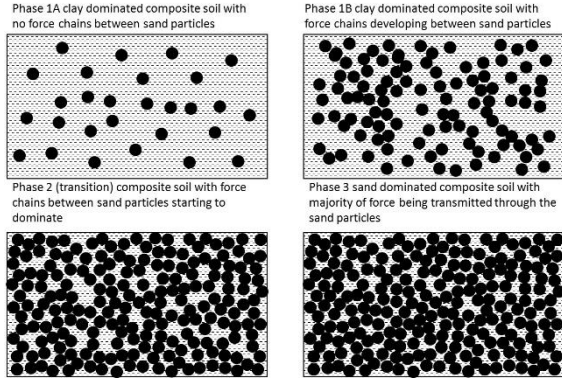 Phase 1A clay dominated composite soil with
no force chains between sand particles
Phase 1B clay dominated composite soil with
force chains developing between sand particles
Phase 2 (transition) composite soil with force
chains between sand particles starting to
dominate
Phase 3 sand dominated composite soil with
majority of force being transmitted through the
sand particles